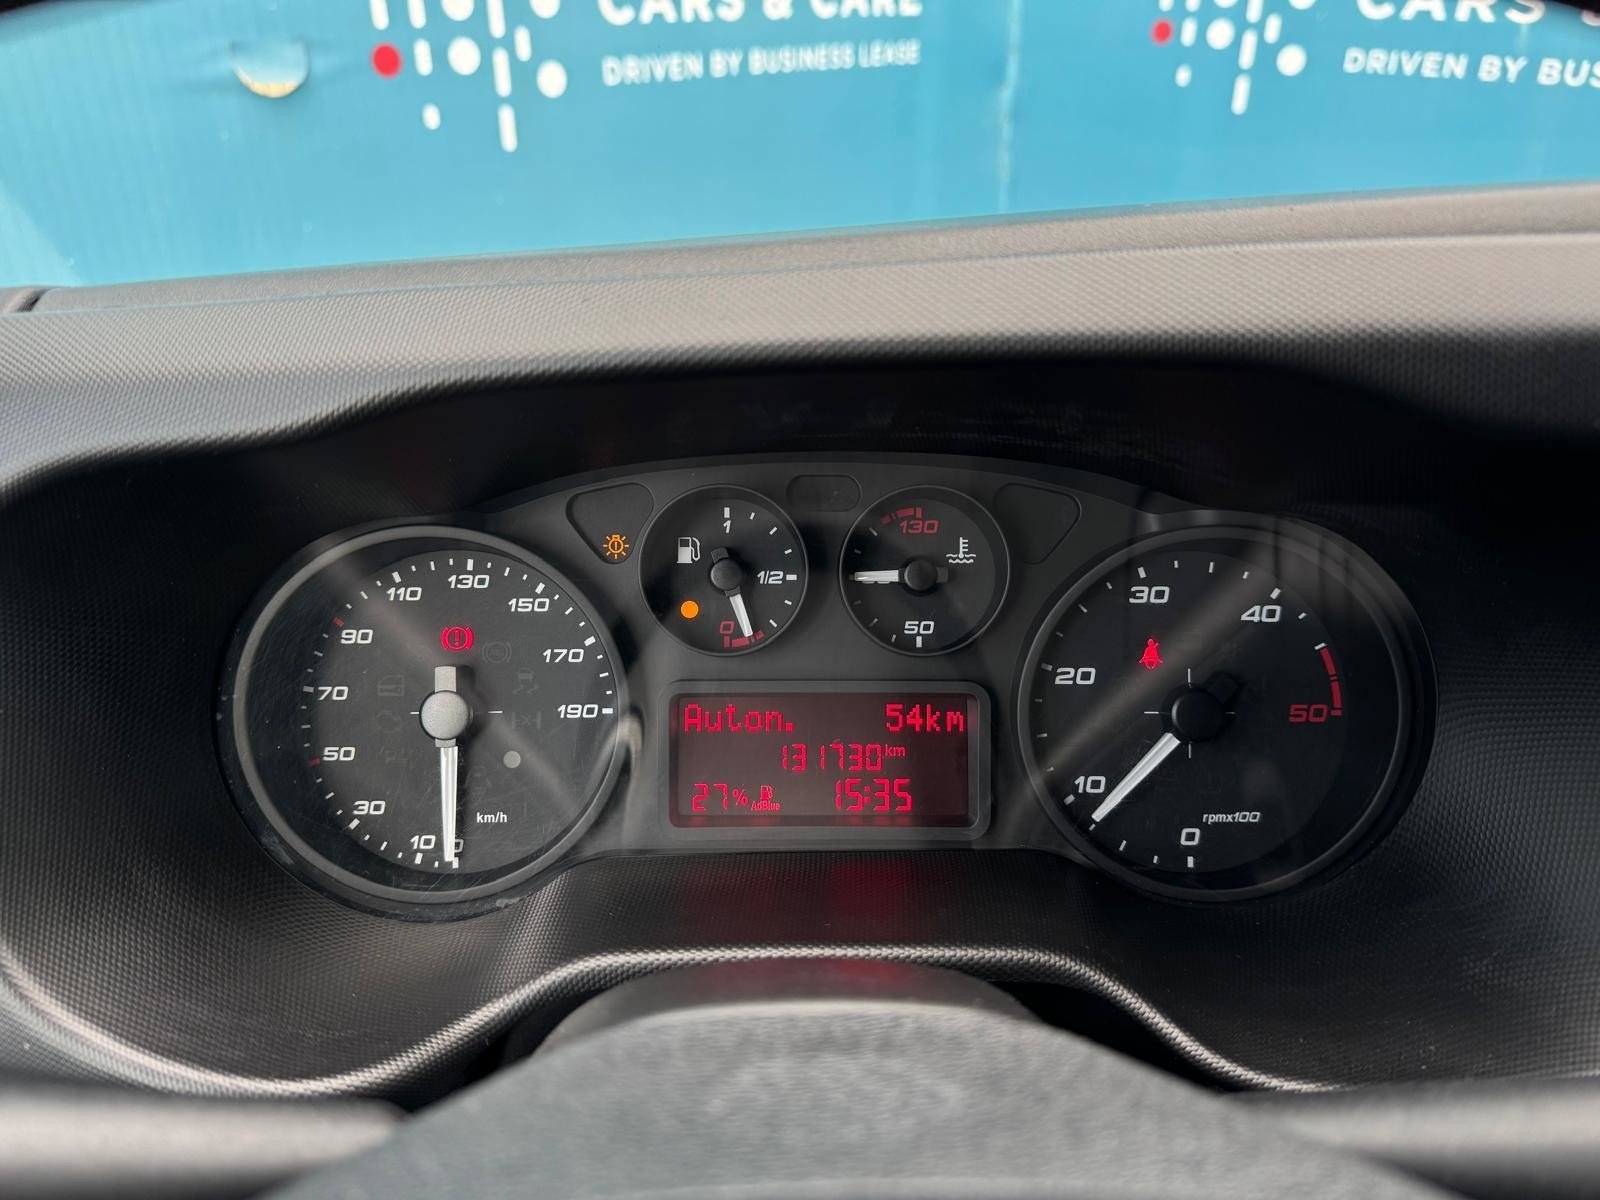 CARS & CARE
DRIVEN BY BUSINESS LEASE
CARS &
DRIVEN BY BUS
10 30 50 70 90 110 130 150 170 190
km/h
1
1/2
0
130
50
0 10 20 30 40 50
rpmx100
Auton. 54km
131730km
27% AdBlue 15:35